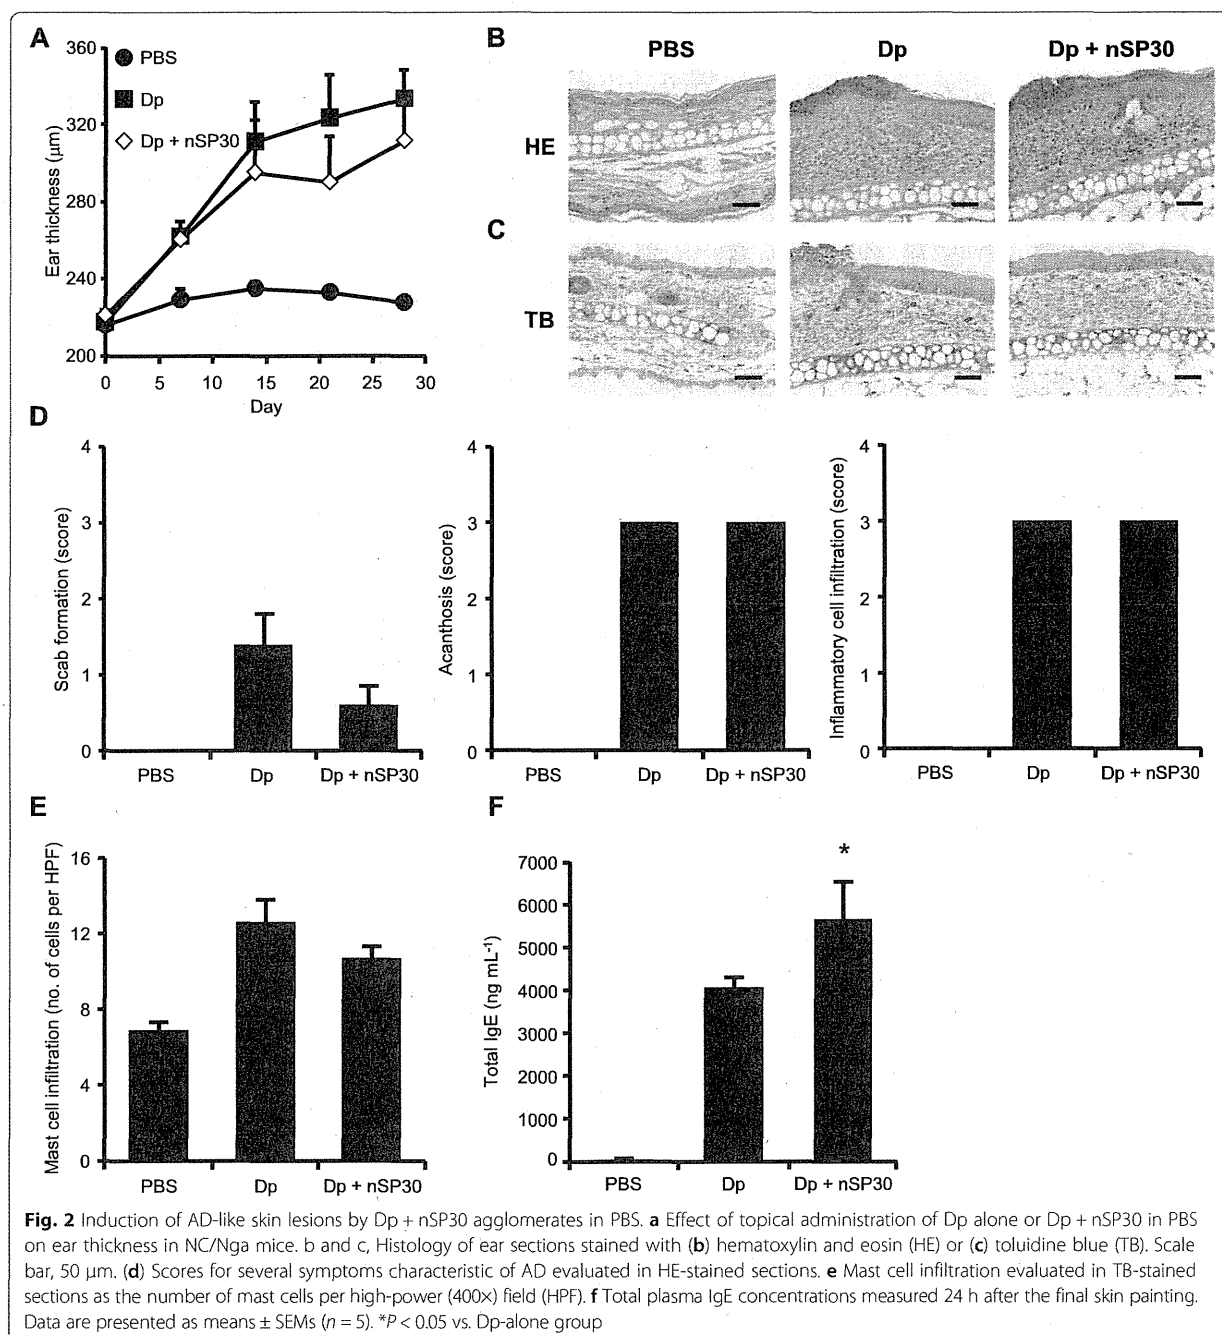 A
360
320
280
240
200
Ear thickness (μm)
PBS
Dp
Dp + nSP30
0 5 10 15 20 25 30
Day
B
PBS Dp Dp + nSP30
HE
C
TB
D
4
3
2
1
0
Scab formation (score)
PBS Dp Dp + nSP30
4
3
2
1
0
Acanthosis (score)
PBS Dp Dp + nSP30
4
3
2
1
0
Inflammatory cell infiltration (score)
PBS Dp Dp + nSP30
E
16
12
8
4
0
Mast cell infiltration (no. of cells per HPF)
PBS Dp Dp + nSP30
F
7000
6000
5000
4000
3000
2000
1000
0
Total IgE (ng mL⁻¹)
*
PBS Dp Dp + nSP30
Fig. 2 Induction of AD-like skin lesions by Dp + nSP30 agglomerates in PBS. a Effect of topical administration of Dp alone or Dp + nSP30 in PBS
on ear thickness in NC/Nga mice. b and c, Histology of ear sections stained with (b) hematoxylin and eosin (HE) or (c) toluidine blue (TB). Scale
bar, 50 μm. (d) Scores for several symptoms characteristic of AD evaluated in HE-stained sections. e Mast cell infiltration evaluated in TB-stained
sections as the number of mast cells per high-power (400×) field (HPF). f Total plasma IgE concentrations measured 24 h after the final skin painting.
Data are presented as means ± SEMs (n = 5). *P < 0.05 vs. Dp-alone group